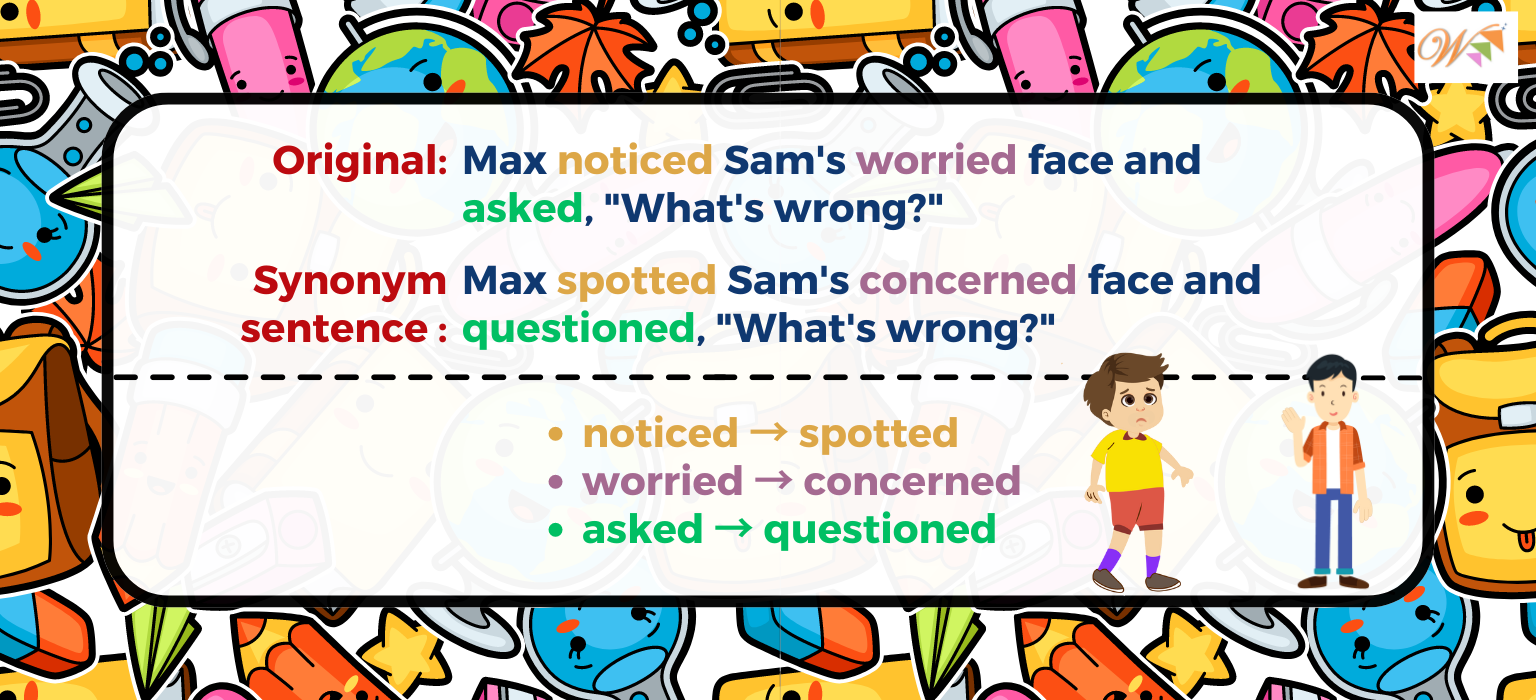 Original: Max noticed Sam's worried face and
asked, "What's wrong?"
Synonym Max spotted Sam's concerned face and
sentence : questioned, "What's wrong?"
• noticed → spotted
• worried → concerned
• asked → questioned
W